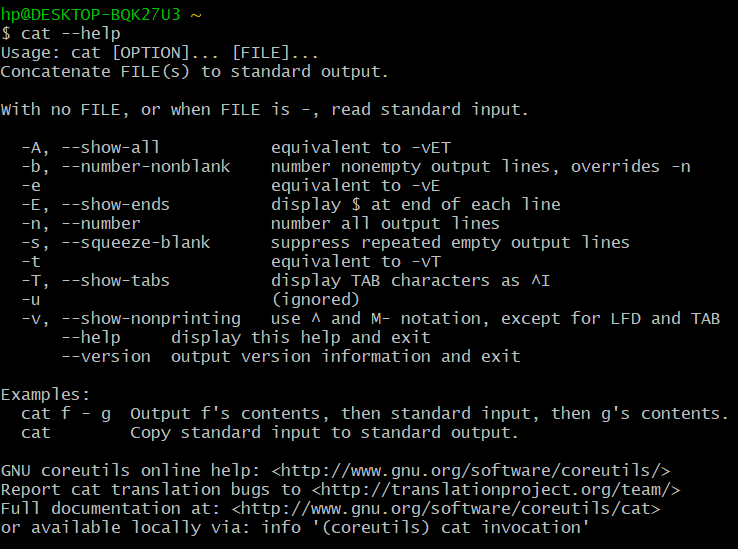 hp@DESKTOP-BQK27U3 ~
$ cat --help
Usage: cat [OPTION]... [FILE]...
Concatenate FILE(s) to standard output.

With no FILE, or when FILE is -, read standard input.

  -A, --show-all           equivalent to -vET
  -b, --number-nonblank    number nonempty output lines, overrides -n
  -e                       equivalent to -vE
  -E, --show-ends          display $ at end of each line
  -n, --number             number all output lines
  -s, --squeeze-blank      suppress repeated empty output lines
  -t                       equivalent to -vT
  -T, --show-tabs          display TAB characters as ^I
  -u                       (ignored)
  -v, --show-nonprinting   use ^ and M- notation, except for LFD and TAB
      --help     display this help and exit
      --version  output version information and exit

Examples:
  cat f - g  Output f's contents, then standard input, then g's contents.
  cat        Copy standard input to standard output.

GNU coreutils online help: <http://www.gnu.org/software/coreutils/>
Report cat translation bugs to <http://translationproject.org/team/>
Full documentation at: <http://www.gnu.org/software/coreutils/cat>
or available locally via: info '(coreutils) cat invocation'